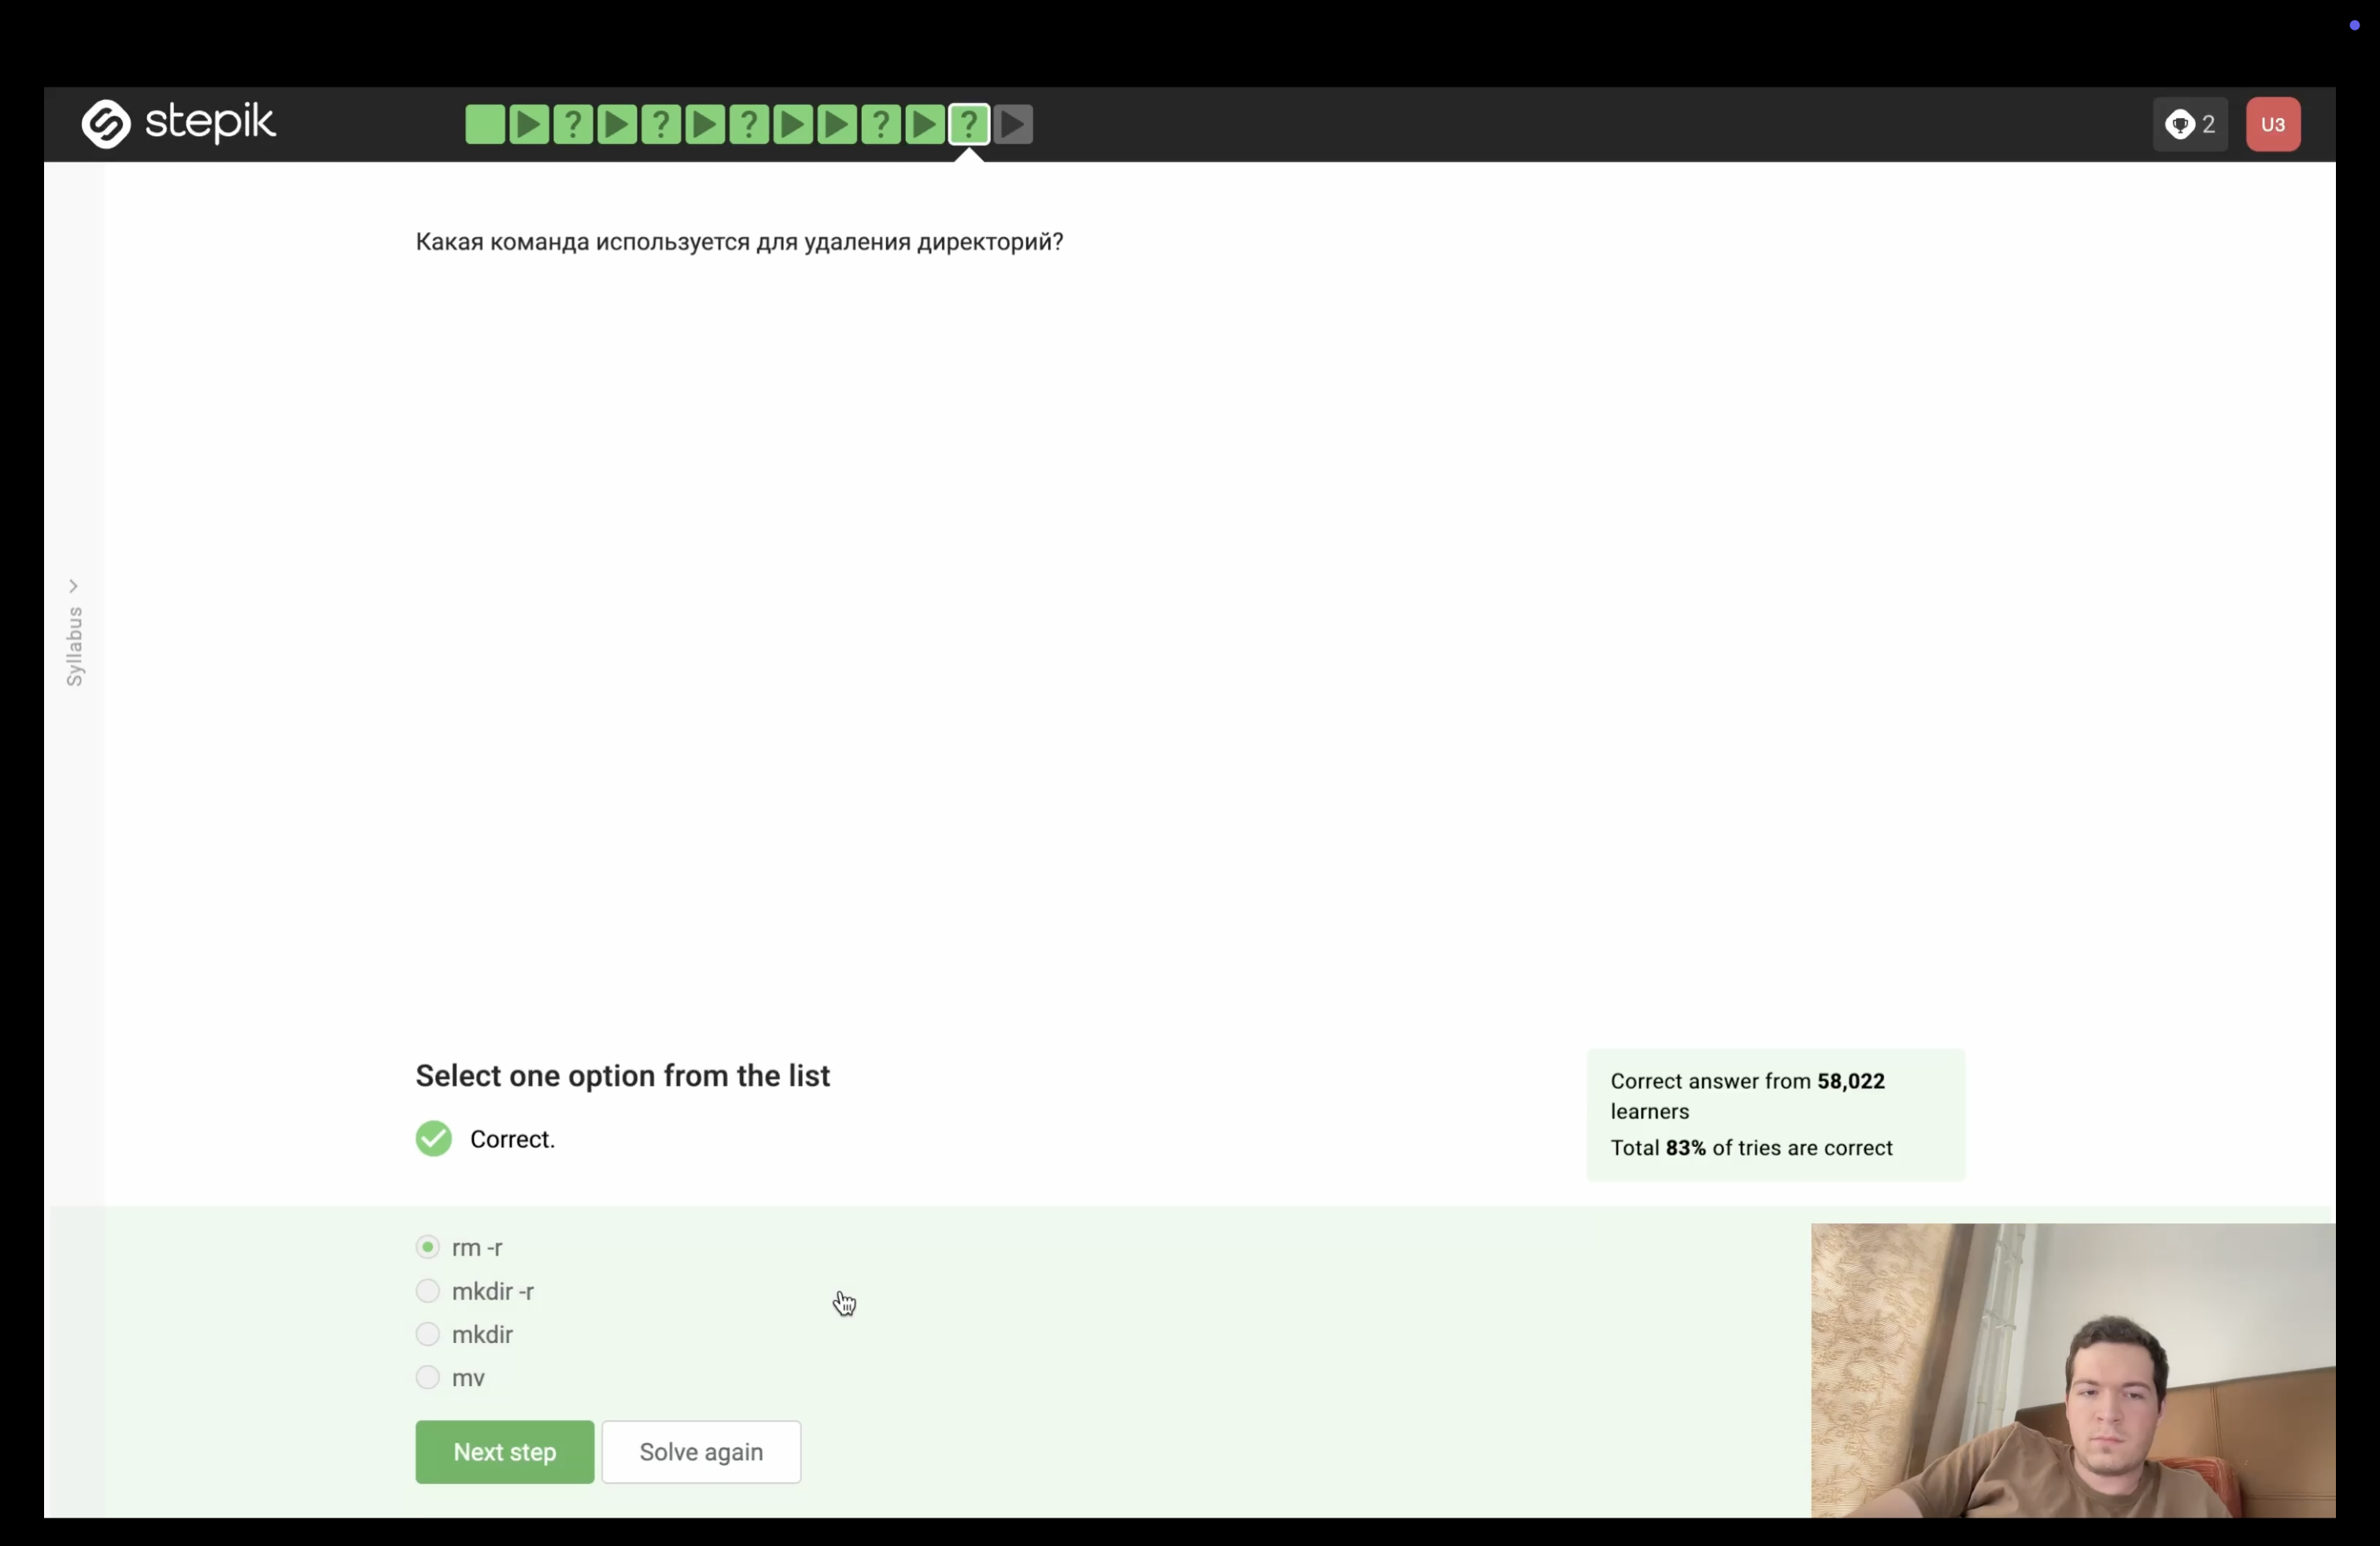 stepik
2
U3
Какая команда используется для удаления директорий?
Syllabus
Select one option from the list
Correct.
Correct answer from 58,022
learners
Total 83% of tries are correct
rm -r
mkdir -r
mkdir
mv
Next step
Solve again